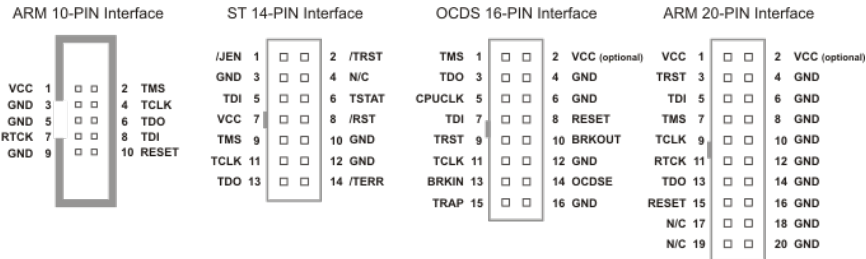 ARM 10-PIN Interface
VCC 1 2 TMS
GND 3 4 TCLK
GND 5 6 TDO
RTCK 7 8 TDI
GND 9 10 RESET
ST 14-PIN Interface
/JEN 1 2 /TRST
GND 3 4 N/C
TDI 5 6 TSTAT
VCC 7 8 /RST
TMS 9 10 GND
TCLK 11 12 GND
TDO 13 14 /TERR
OCDS 16-PIN Interface
TMS 1 2 VCC (optional)
TDO 3 4 GND
CPUCLK 5 6 GND
TDI 7 8 RESET
TRST 9 10 BRKOUT
TCLK 11 12 GND
BRKIN 13 14 OCDSE
TRAP 15 16 GND
ARM 20-PIN Interface
VCC 1 2 VCC (optional)
TRST 3 4 GND
TDI 5 6 GND
TMS 7 8 GND
TCLK 9 10 GND
RTCK 11 12 GND
TDO 13 14 GND
RESET 15 16 GND
N/C 17 18 GND
N/C 19 20 GND